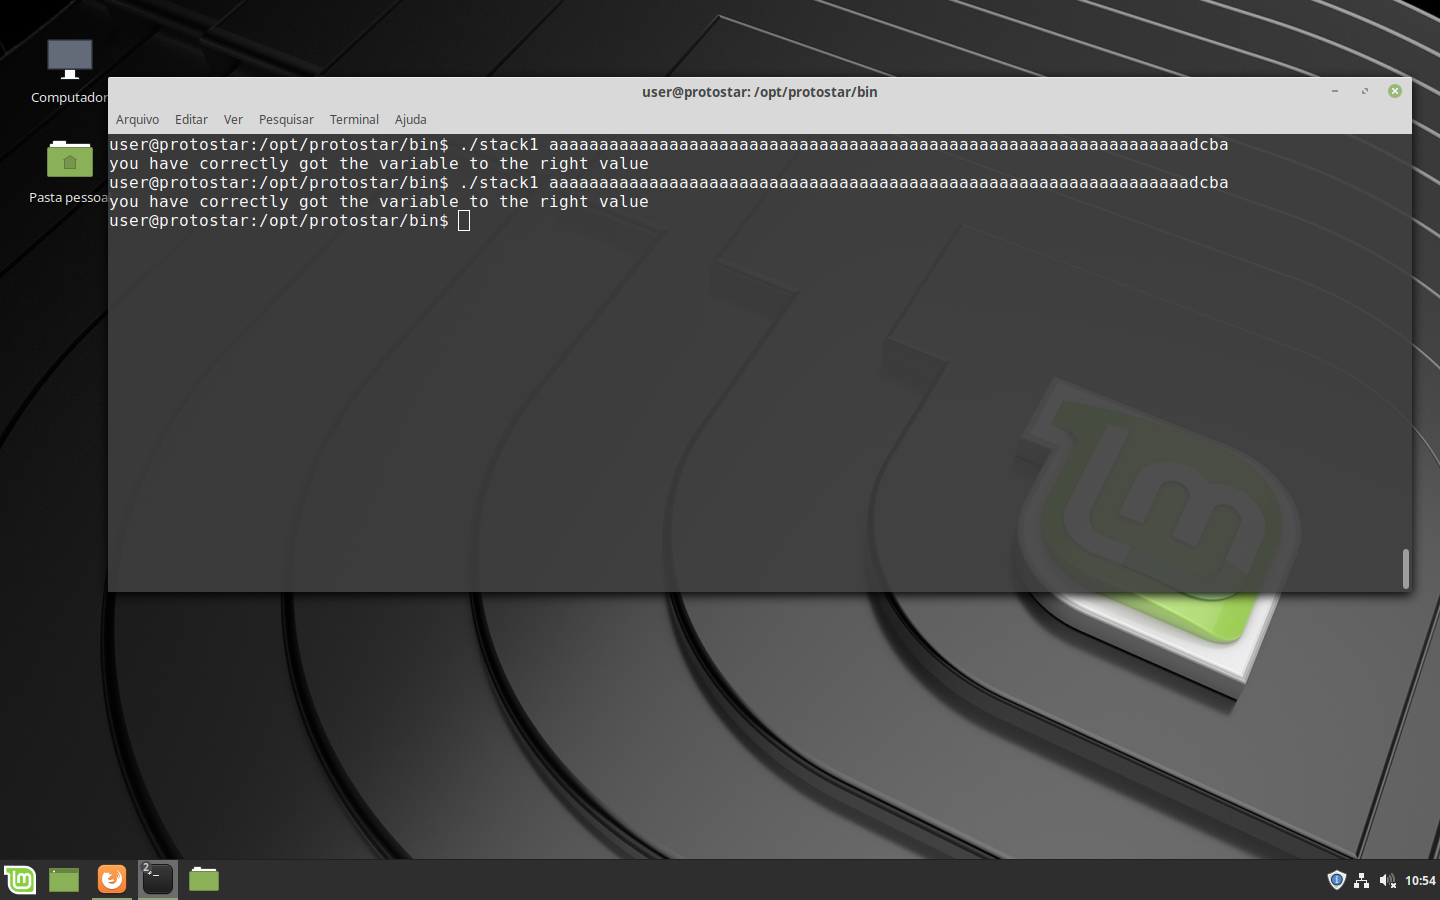 Computador
Pasta pessoa
user@protostar: /opt/protostar/bin
Arquivo Editar Ver Pesquisar Terminal Ajuda
user@protostar:/opt/protostar/bin$ ./stack1 aaaaaaaaaaaaaaaaaaaaaaaaaaaaaaaaaaaaaaaaaaaaaaaaaaaaaaaaaaaaaaaadcba
you have correctly got the variable to the right value
user@protostar:/opt/protostar/bin$ ./stack1 aaaaaaaaaaaaaaaaaaaaaaaaaaaaaaaaaaaaaaaaaaaaaaaaaaaaaaaaaaaaaaaadcba
you have correctly got the variable to the right value
user@protostar:/opt/protostar/bin$
2
10:54